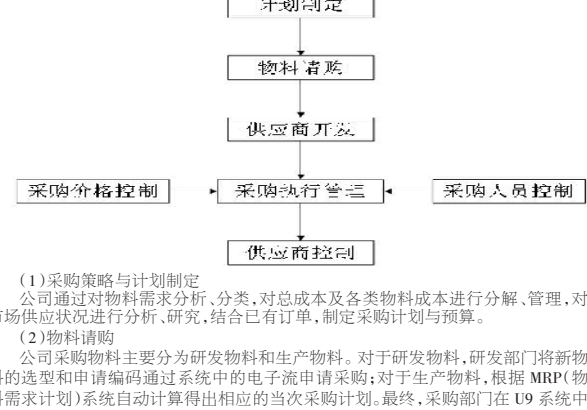 计划制定
物料请购
供应商开发
采购价格控制 采购执行管理 采购人员控制
供应商控制
(1)采购策略与计划制定
公司通过对物料需求分析、分类,对总成本及各类物料成本进行分解、管理,对
市场供应状况进行分析、研究,结合已有订单,制定采购计划与预算。
(2)物料请购
公司采购物料主要分为研发物料和生产物料。对于研发物料,研发部门将新物
料的选型和申请编码通过系统中的电子流申请采购;对于生产物料,根据 MRP(物
料需求计划)系统自动计算得出相应的当次采购计划。最终,采购部门在 U9 系统中